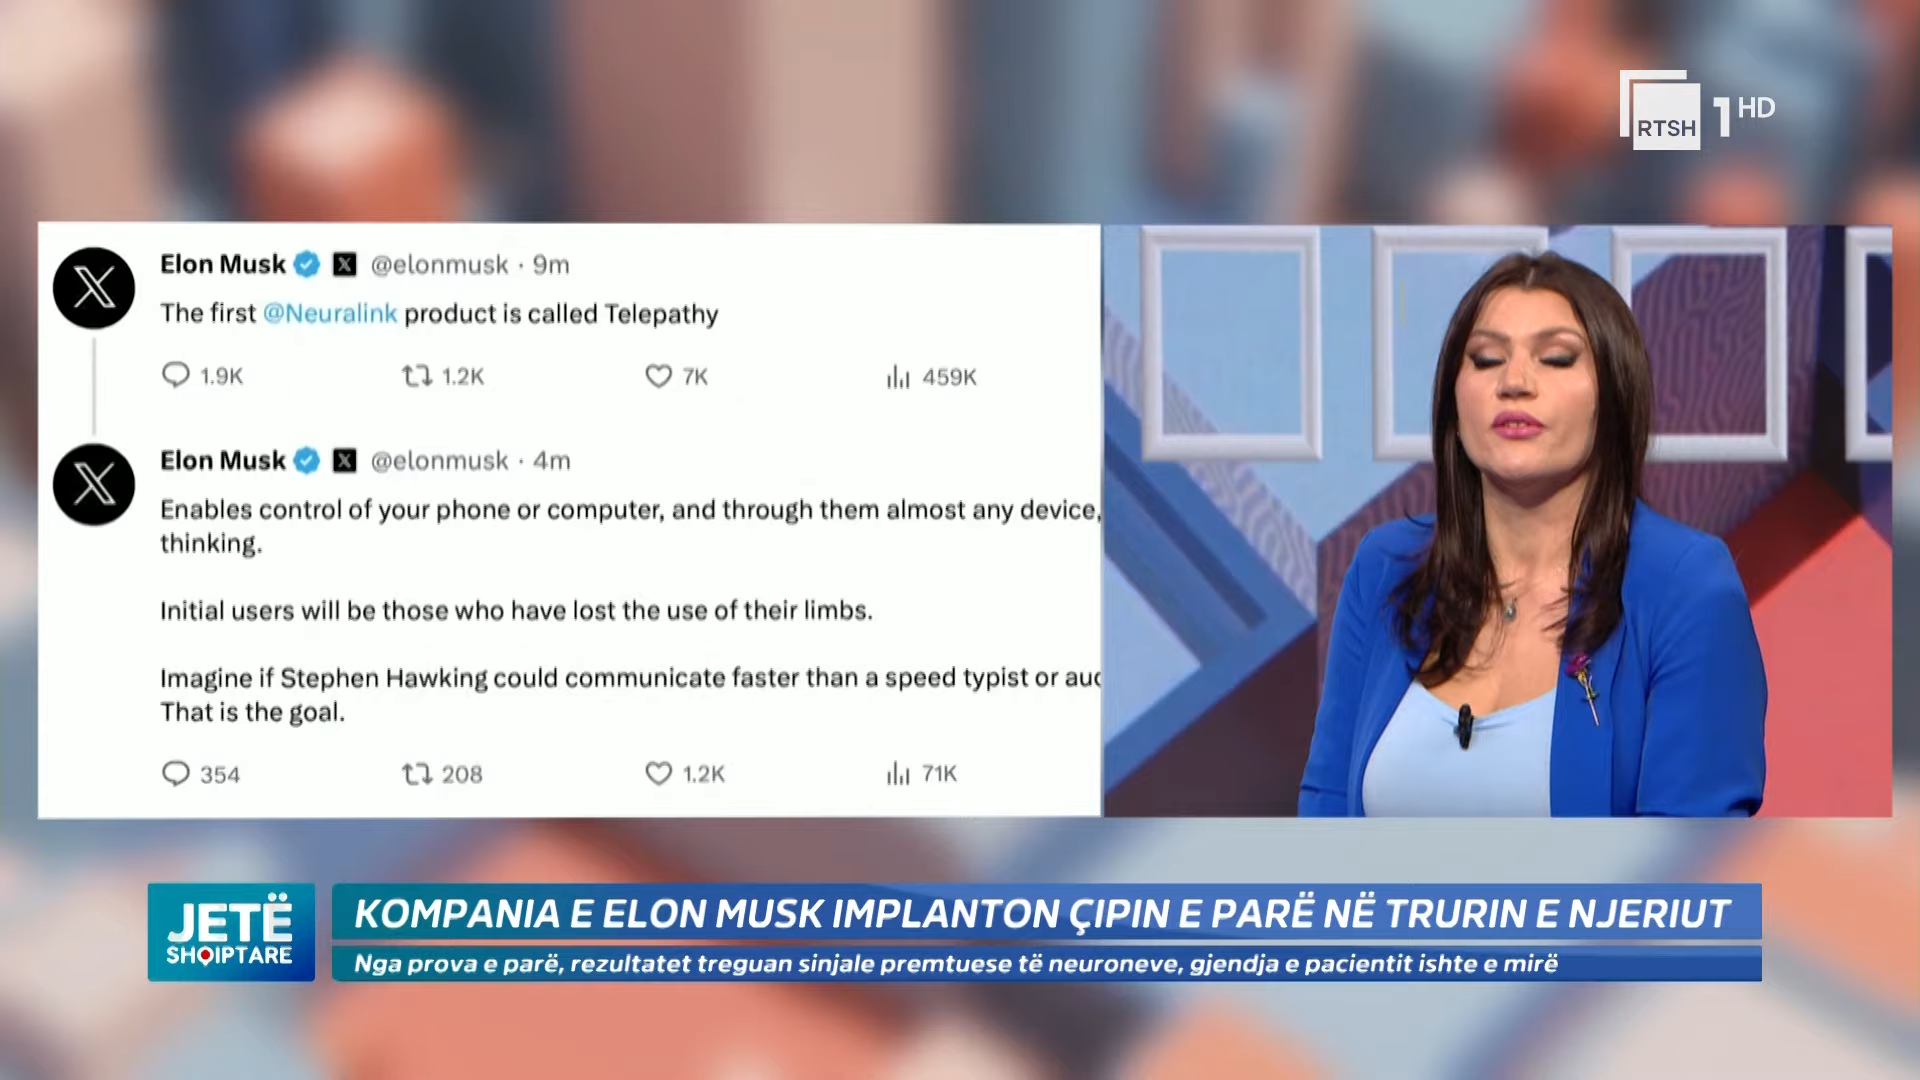 RTSH 1 HD
Elon Musk @elonmusk · 9m
The first @Neuralink product is called Telepathy
1.9K 1.2K 7K 459K
Elon Musk @elonmusk · 4m
Enables control of your phone or computer, and through them almost any device,
thinking.
Initial users will be those who have lost the use of their limbs.
Imagine if Stephen Hawking could communicate faster than a speed typist or
That is the goal.
354 208 1.2K 71K
JETË
SHQIPTARE
KOMPANIA E ELON MUSK IMPLANTON ÇIPIN E PARË NË TRURIN E NJERIUT
Nga prova e parë, rezultatet treguan sinjale premtuese të neuroneve, gjendja e pacientit ishte e mirë